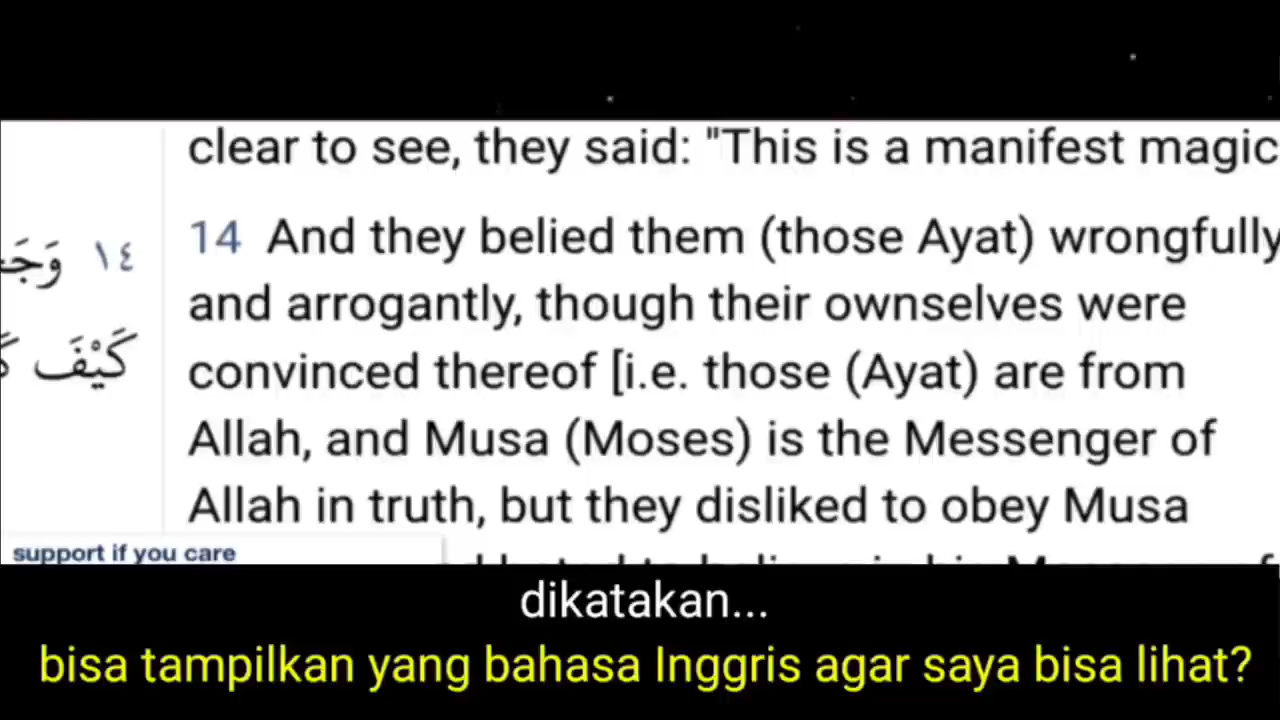 clear to see, they said: "This is a manifest magic
14 And they belied them (those Ayat) wrongfully
and arrogantly, though their ownselves were
convinced thereof [i.e. those (Ayat) are from
Allah, and Musa (Moses) is the Messenger of
Allah in truth, but they disliked to obey Musa
١٤
كَيْفَ
support if you care
dikatakan...
bisa tampilkan yang bahasa Inggris agar saya bisa lihat?